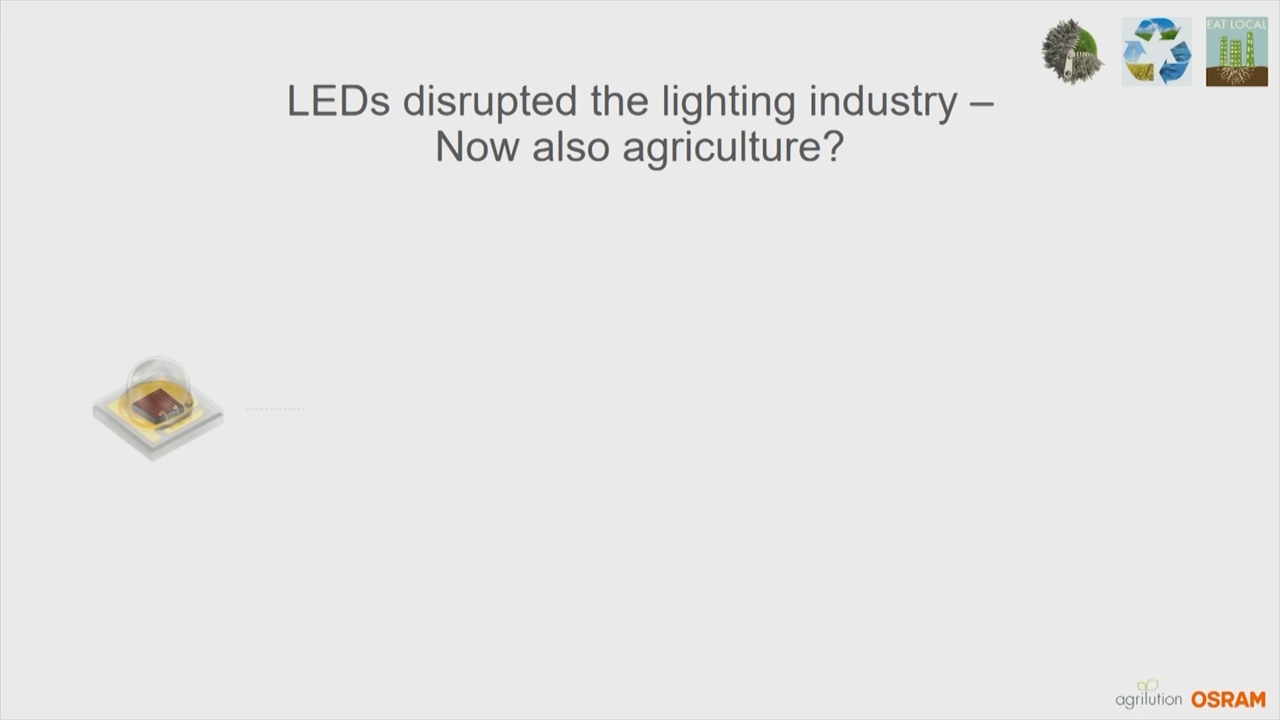 EAT LOCAL
LEDs disrupted the lighting industry –
Now also agriculture?
agrilution OSRAM